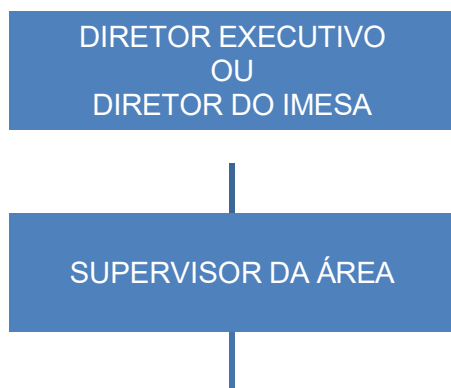 DIRETOR EXECUTIVO
OU
DIRETOR DO IMESA
SUPERVISOR DA ÁREA